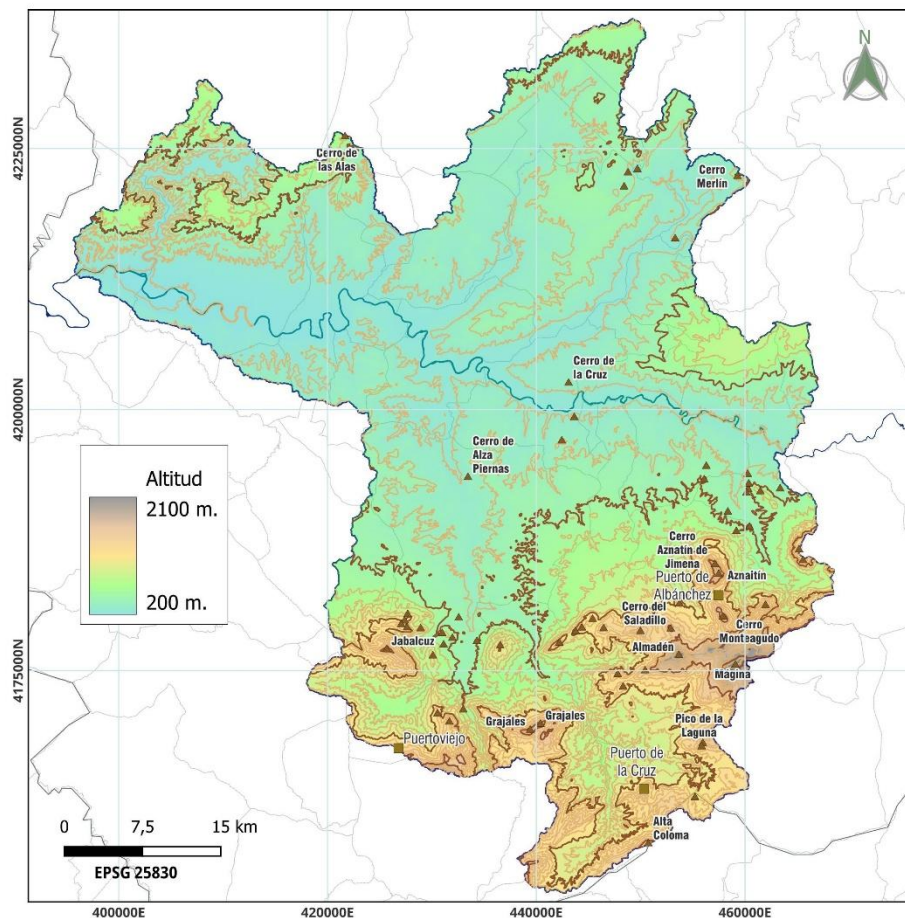 N
4225000N
4200000N
4175000N
Cerro de
las Alas
Cerro
Merlín
Cerro de
la Cruz
Cerro de
Alza
Piernas
Altitud
2100 m.
200 m.
Cerro
Aznatín de
Jimena
Aznaitín
Puerto de
Albánchez
Cerro del
Saladillo
Cerro
Monteagudo
Jabalcuz
Almadén
Mágina
Grajales
Grajales
Pico de la
Laguna
Puertoviejo
Puerto de
la Cruz
Alta
Coloma
0 7,5 15 km
EPSG 25830
400000E 420000E 440000E 460000E